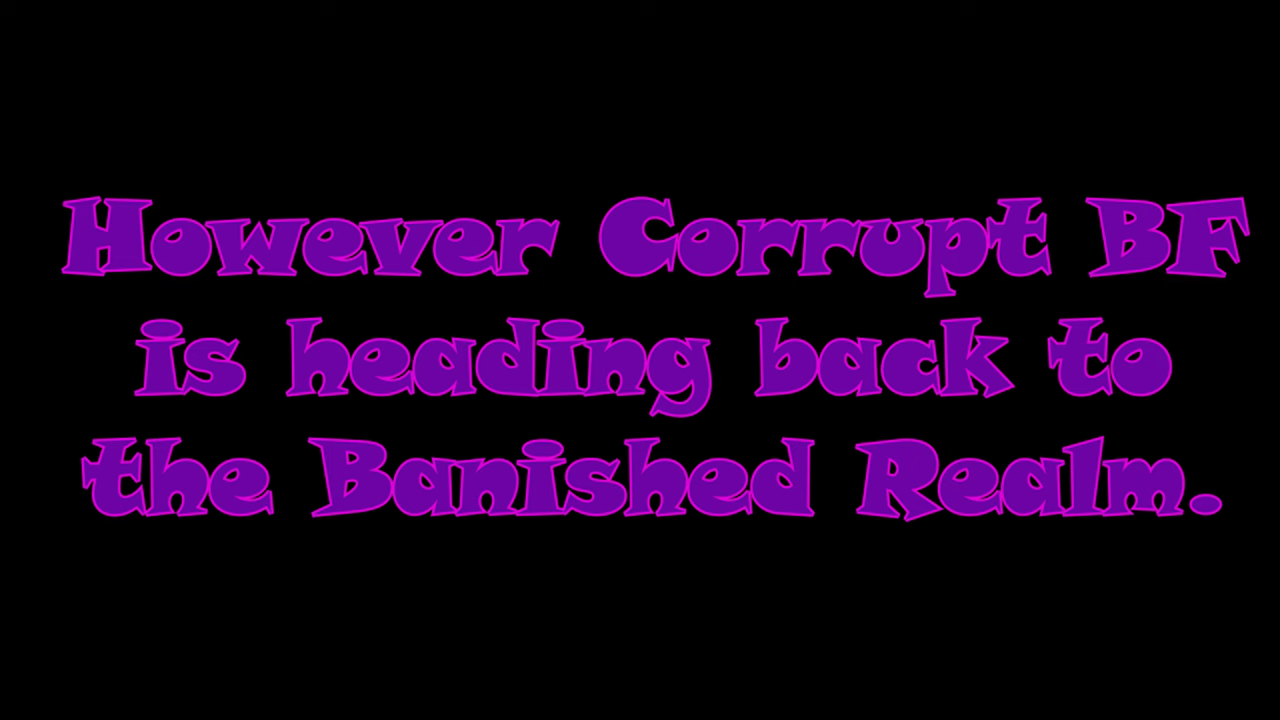 However Corrupt BF
is heading back to
the Banished Realm.